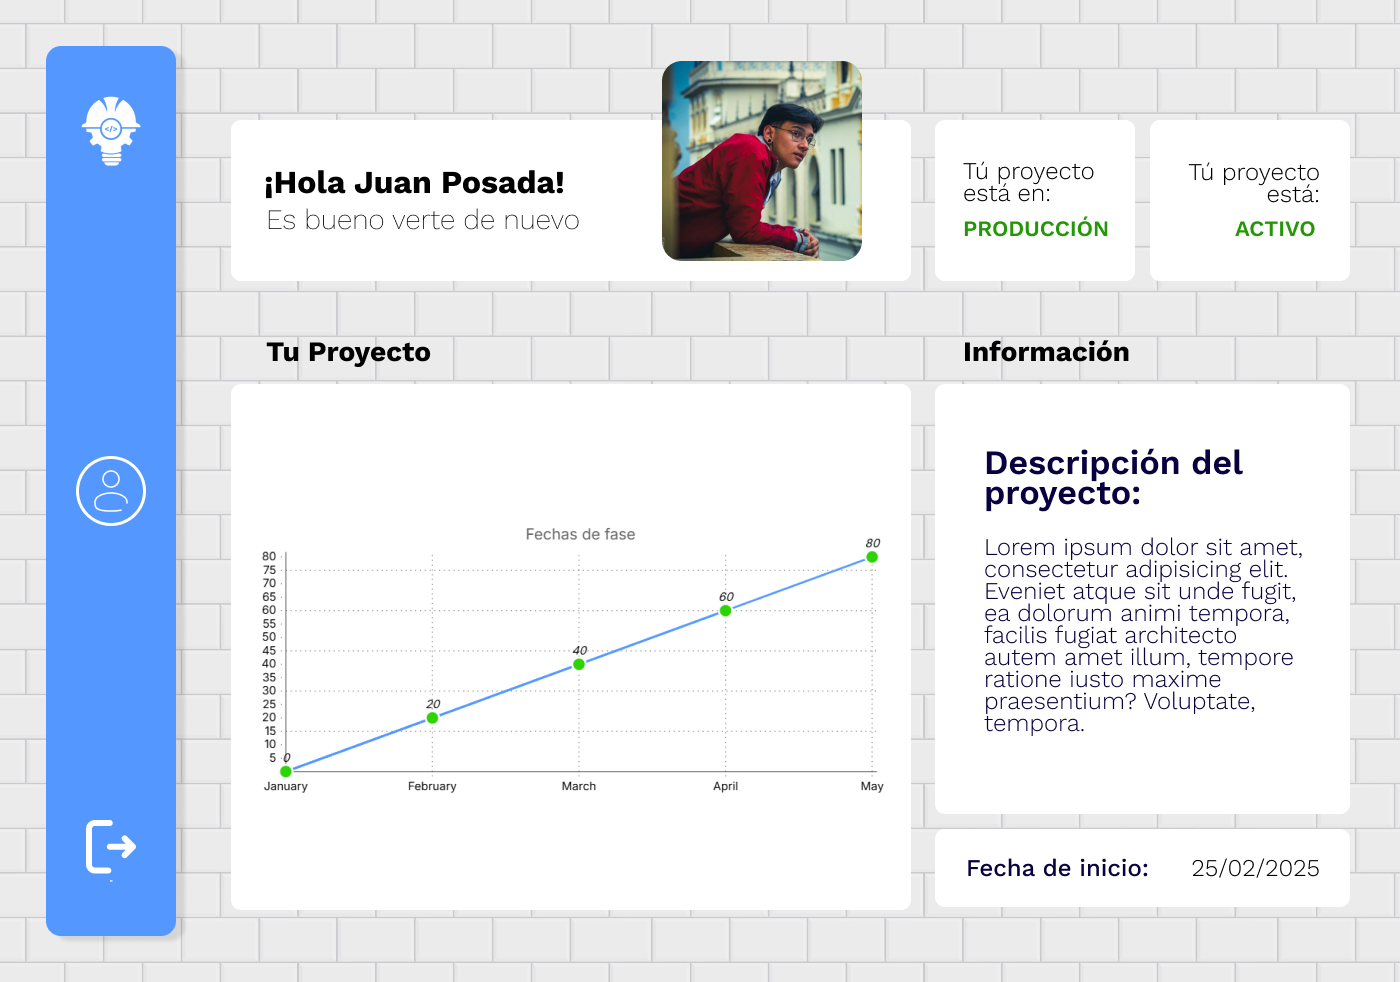 </>
¡Hola Juan Posada!
Es bueno verte de nuevo
Tú proyecto
está en:
PRODUCCIÓN
Tú proyecto
está:
ACTIVO
Tu Proyecto
Información
Fechas de fase
80
75
70
65
60
55
50
45
40
35
30
25
20
15
10
5
0
20
40
60
80
January
February
March
April
May
Descripción del
proyecto:
Lorem ipsum dolor sit amet,
consectetur adipisicing elit.
Eveniet atque sit unde fugit,
ea dolorum animi tempora,
facilis fugiat architecto
autem amet illum, tempore
ratione iusto maxime
praesentium? Voluptate,
tempora.
Fecha de inicio: 25/02/2025